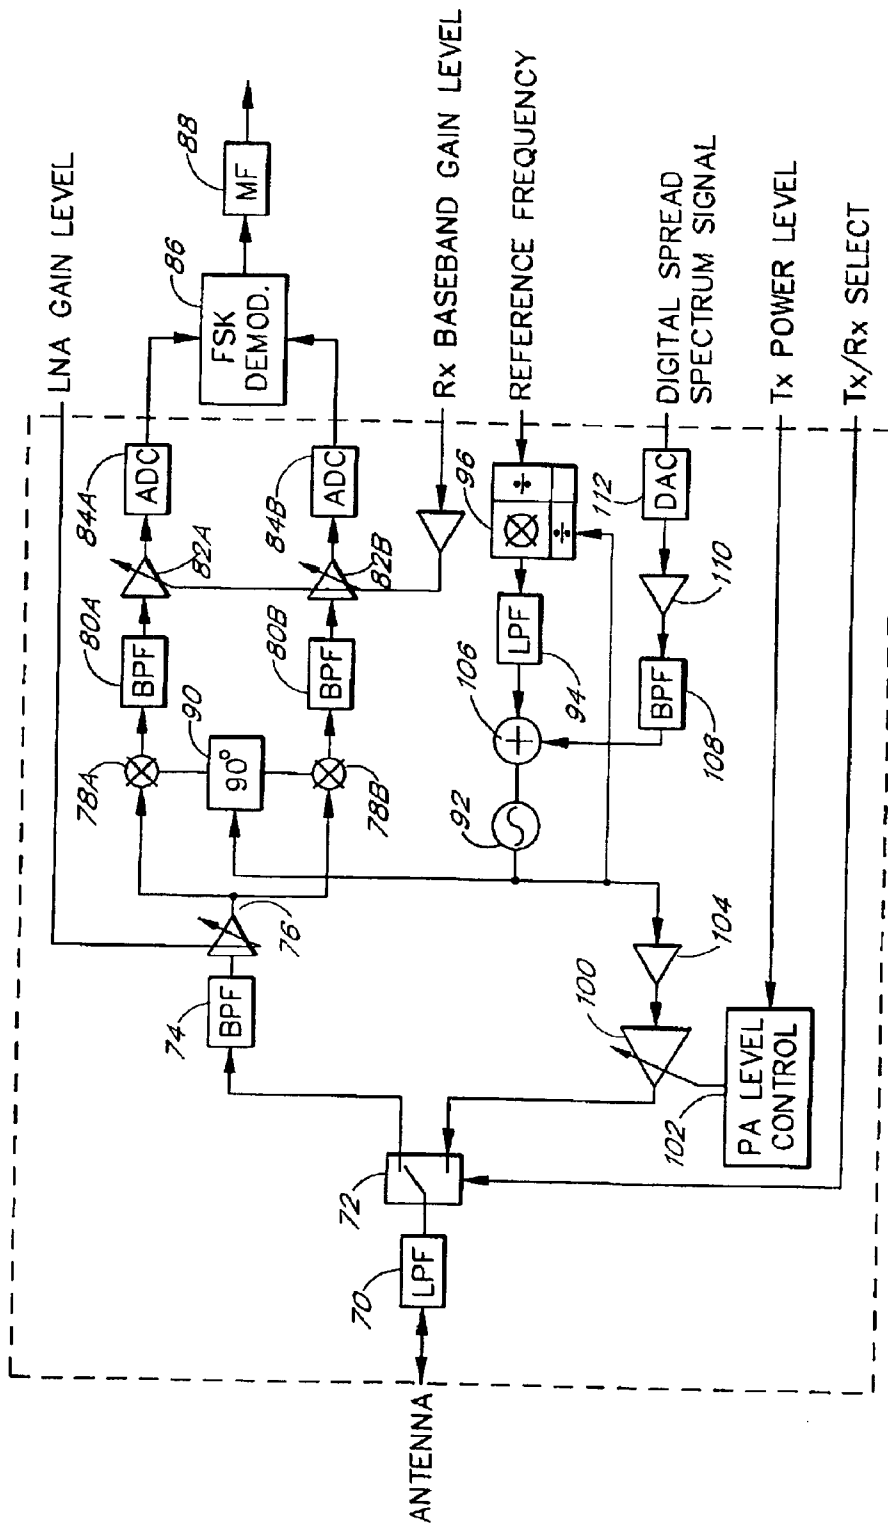 LNA GAIN LEVEL
88
MF
86
FSK
DEMOD.
84A
ADC
82A
80A
BPF
78A
90
90°
84B
ADC
82B
80B
BPF
78B
76
74
BPF
Rx BASEBAND GAIN LEVEL
REFERENCE FREQUENCY
96
÷
÷
LPF
94
106
+
92
DIGITAL SPREAD
SPECTRUM SIGNAL
112
DAC
110
BPF
108
104
100
Tx POWER LEVEL
PA LEVEL
CONTROL
102
Tx/Rx SELECT
72
70
LPF
ANTENNA